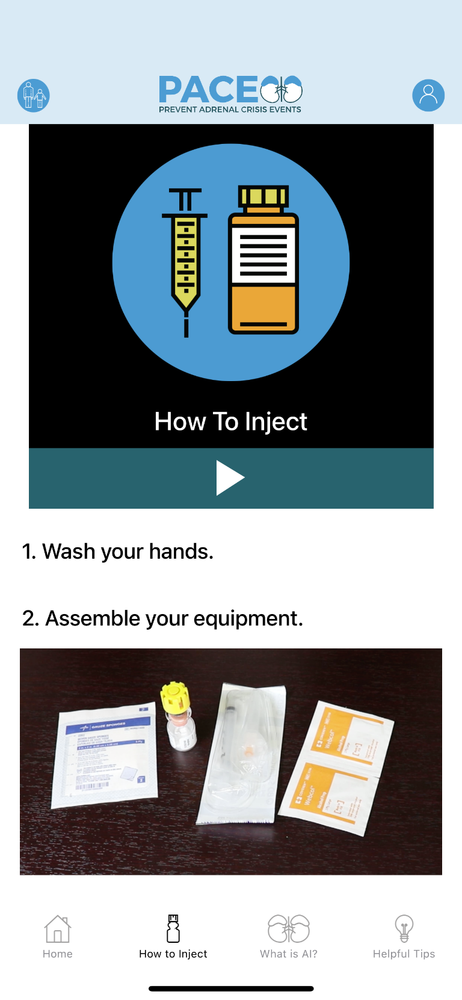 PACE
PREVENT ADRENAL CRISIS EVENTS
How To Inject
1. Wash your hands.
2. Assemble your equipment.
GAUZE SPONGES
Webcol
Webcol
Home
How to Inject
What is AI?
Helpful Tips